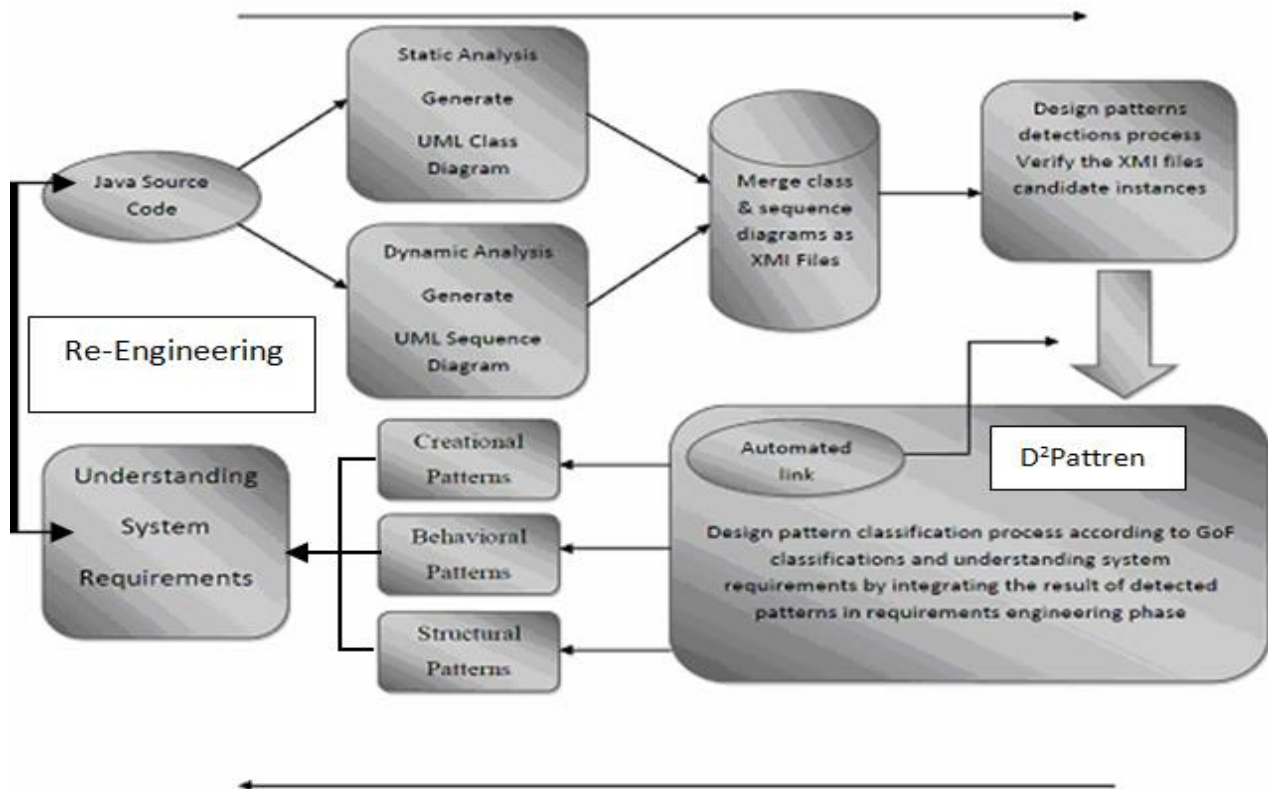 Static Analysis
Generate
UML Class
Diagram
Design patterns
detections process
Verify the XMI files
candidate instances
Java Source
Code
Merge class
& sequence
diagrams as
XMI Files
Dynamic Analysis
Generate
UML Sequence
Diagram
Re-Engineering
Creational
Patterns
Automated
link
D²Pattren
Understanding
System
Requirements
Behavioral
Patterns
Design pattern classification process according to GoF
classifications and understanding system
requirements by integrating the result of detected
patterns in requirements engineering phase
Structural
Patterns